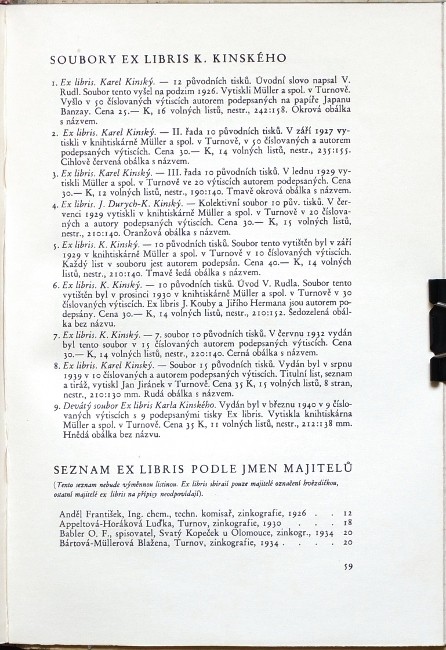 SOUBORY EX LIBRIS K. KINSKÉHO
1. Ex libris. Karel Kinský. — 12 původních tisků. Úvodní slovo napsal V.
Rudl. Soubor tento vyšel na podzim 1926. Vytiskli Müller a spol. v Turnově.
Vyšlo v 50 číslovaných výtiscích autorem podepsaných na papíře Japanu
Banzay. Cena 25.— K, 16 volných listů, nestr., 242:158. Okrová obálka
s názvem.
2. Ex libris. Karel Kinský. — II. řada 10 původních tisků. V září 1927 vy-
tiskli v knihtiskárně Müller a spol. v Turnově, v 50 číslovaných a autorem
podepsaných výtiscích. Cena 30.— K, 14 volných listů, nestr., 235:155.
Cihlově červená obálka s názvem.
3. Ex libris. Karel Kinský. — III. řada 10 původních tisků. V lednu 1929 vy-
tiskli Müller a spol. v Turnově ve 20 výtiscích autorem podepsaných. Cena
30.— K, 12 volných listů, nestr., 190:140. Tmavě okrová obálka s názvem.
4. Ex libris. J. Durych-K. Kinský. — Kolektivní soubor 10 pův. tisků. V čer-
venci 1929 vytiskli v knihtiskárně Müller a spol. v Turnově v 20 číslova-
ných a autory podepsaných výtiscích. Cena 30.— K, 15 volných listů,
nestr., 210:140. Oranžová obálka s názvem.
5. Ex libris. K. Kinský. — 10 původních tisků. Soubor tento vytištěn byl v září
1929 v knihtiskárně Müller a spol. v Turnově v 10 číslovaných výtiscích.
Každý list v souboru jest autorem podepsán. Cena 40.— K, 14 volných
listů, nestr., 210:140. Tmavě šedá obálka s názvem.
6. Ex libris. K. Kinský. — 10 původních tisků. Úvod V. Rudla. Soubor tento
vytištěn byl v prosinci 1930 v knihtiskárně Müller a spol. v Turnově v 30
číslovaných výtiscích. Ex libris J. Kouby a Jiřího Hermana jsou autorem po-
depsány. Cena 30.— K, 14 volných listů, nestr., 210:152. Šedozelená obál-
ka bez názvu.
7. Ex libris. K. Kinský. — 7. soubor 10 původních tisků. V červnu 1932 vydán
byl tento soubor v 15 číslovaných autorem podepsaných výtiscích. Cena
30.— K, 14 volných listů, nestr., 220:140. Černá obálka s názvem.
8. Ex libris. Karel Kinský. — Soubor 15 původních tisků. Vydán byl v srpnu
1939 v 10 číslovaných a autorem podepsaných výtiscích. Titulní list, seznam
a tiráž, vytiskl Jan Jiránek v Turnově. Cena 35 K, 15 volných listů, 8 stran,
nestr., 210:130 mm. Rudá obálka s názvem.
9. Devátý soubor Ex libris Karla Kinského. Vydán byl v březnu 1940 v 9 číslo-
vaných výtiscích s 9 podepsanými tisky Ex libris. Vytiskla knihtiskárna
Müller a spol. v Turnově. Cena 35 K, 11 volných listů, nestr., 212:138 mm.
Hnědá obálka bez názvu.
SEZNAM EX LIBRIS PODLE JMEN MAJITELŮ
(Tento seznam nebude výměnnou listinou. Ex libris sbírají pouze majitelé označení hvězdičkou,
ostatní majitelé ex libris na přípisy neodpovídají).
Anděl František, Ing. chem., techn. komisař, zinkografie, 1926 . . 12
Appeltová-Horáková Luďka, Turnov, zinkografie, 1930 . . . 18
Babler O. F., spisovatel, Svatý Kopeček u Olomouce, zinkogr., 1934 20
Bártová-Müllerová Blažena, Turnov, zinkografie, 1934 . . . . 20
59